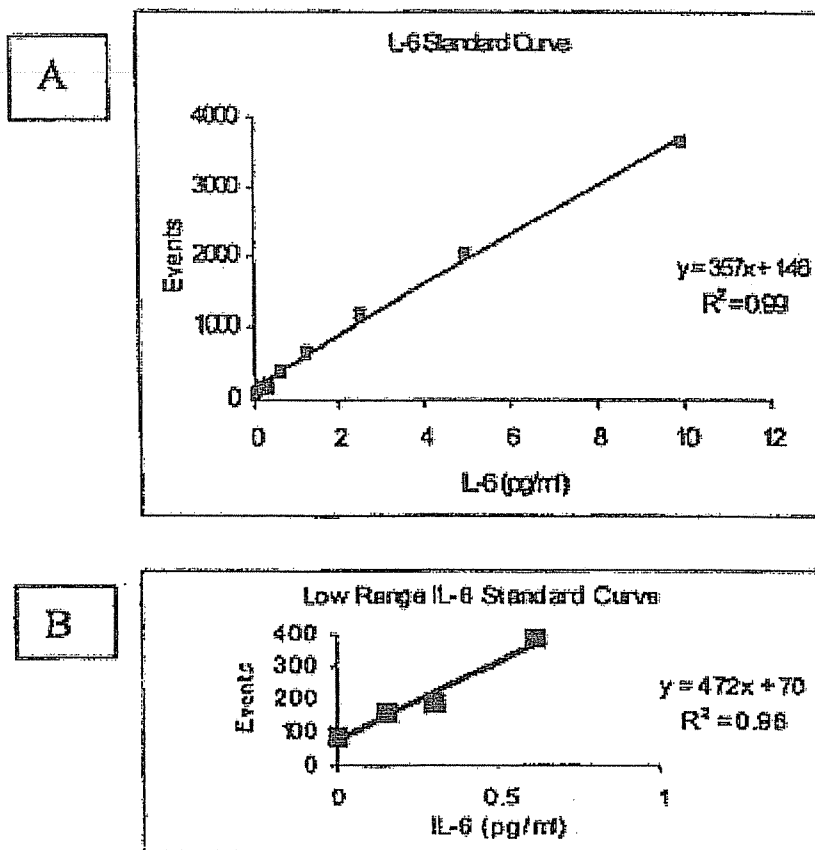 A
IL-6 Standard Curve
4000
3000
2000
1000
0
Events
0 2 4 6 8 10 12
IL-6 (pg/ml)
y=357x+146
R²=0.99
B
Low Range IL-6 Standard Curve
400
300
200
100
0
Events
0 0.5 1
IL-6 (pg/ml)
y = 472x + 70
R² = 0.98